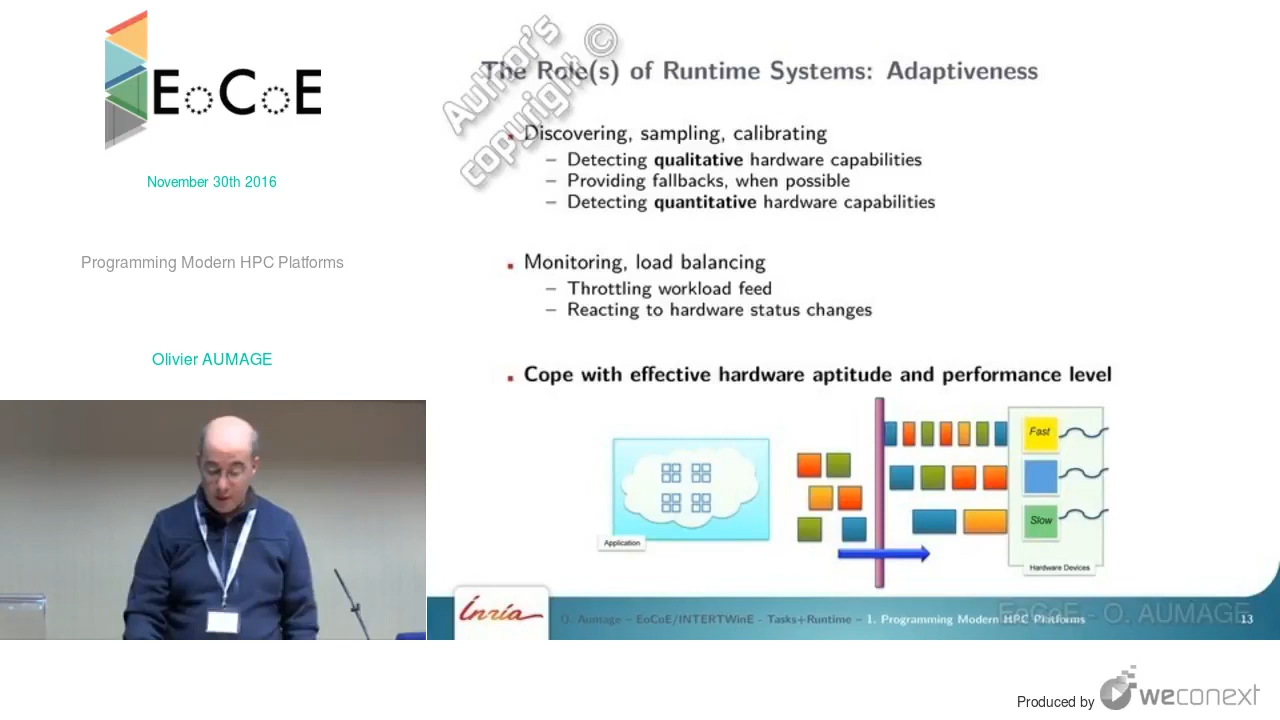 EoCoE
November 30th 2016
Programming Modern HPC Platforms
Olivier AUMAGE
Author's
copyright ©
The Role(s) of Runtime Systems: Adaptiveness
Discovering, sampling, calibrating
– Detecting qualitative hardware capabilities
– Providing fallbacks, when possible
– Detecting quantitative hardware capabilities
Monitoring, load balancing
– Throttling workload feed
– Reacting to hardware status changes
Cope with effective hardware aptitude and performance level
Application
Fast
Slow
Hardware Devices
Inria
O. Aumage – EoCoE/INTERTWinE - Tasks+Runtime – 1. Programming Modern HPC Platforms
EoCoE - O. AUMAGE
13
Produced by weconext